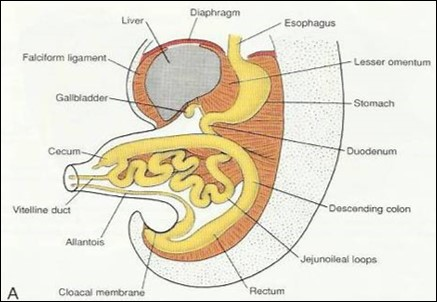 Diaphragm
Liver
Esophagus
Falciform ligament
Lesser omentum
Gallbladder
Stomach
Cecum
Duodenum
Vitelline duct
Descending colon
Allantois
Jejunoileal loops
A
Cloacal membrane
Rectum